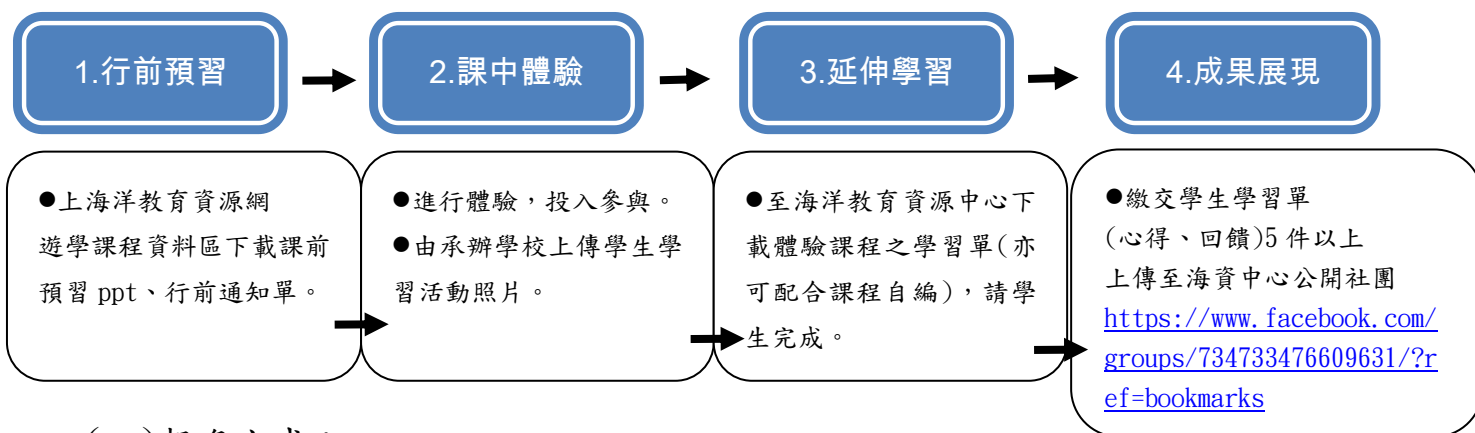 1.行前預習
2.課中體驗
3.延伸學習
4.成果展現
●上海洋教育資源網
遊學課程資料區下載課前
預習 ppt、行前通知單。
●進行體驗，投入參與。
●由承辦學校上傳學生學
習活動照片。
●至海洋教育資源中心下
載體驗課程之學習單(亦
可配合課程自編)，請學
生完成。
●繳交學生學習單
(心得、回饋)5 件以上
上傳至海資中心公開社團
https://www.facebook.com/
groups/734733476609631/?r
ef=bookmarks